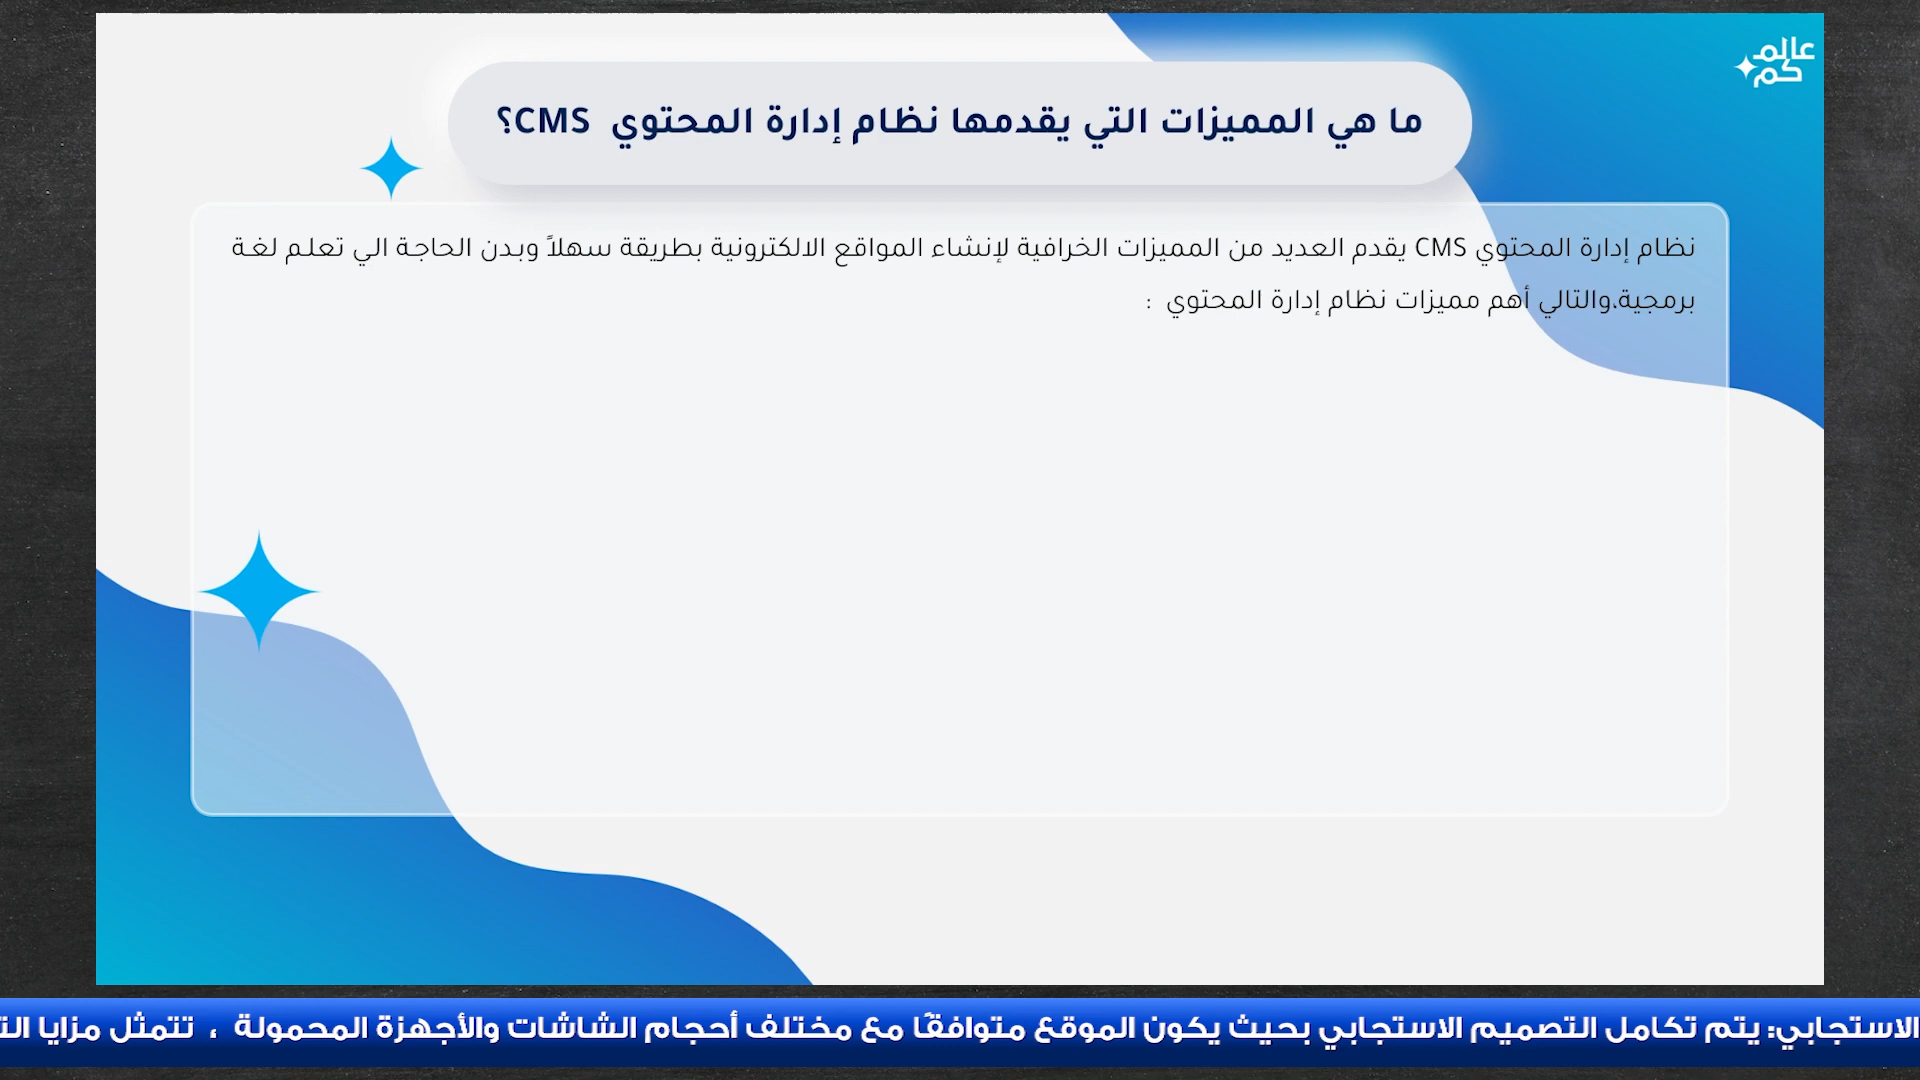 عالم
كم
ما هي المميزات التي يقدمها نظام إدارة المحتوي CMS؟
نظام إدارة المحتوي CMS يقدم العديد من المميزات الخرافية لإنشاء المواقع الالكترونية بطريقة سهلاً وبدن الحاجة الي تعلم لغة
برمجية،والتالي أهم مميزات نظام إدارة المحتوي :
الاستجابي: يتم تكامل التصميم الاستجابي بحيث يكون الموقع متوافقًا مع مختلف أحجام الشاشات والأجهزة المحمولة ، تتمثل مزايا